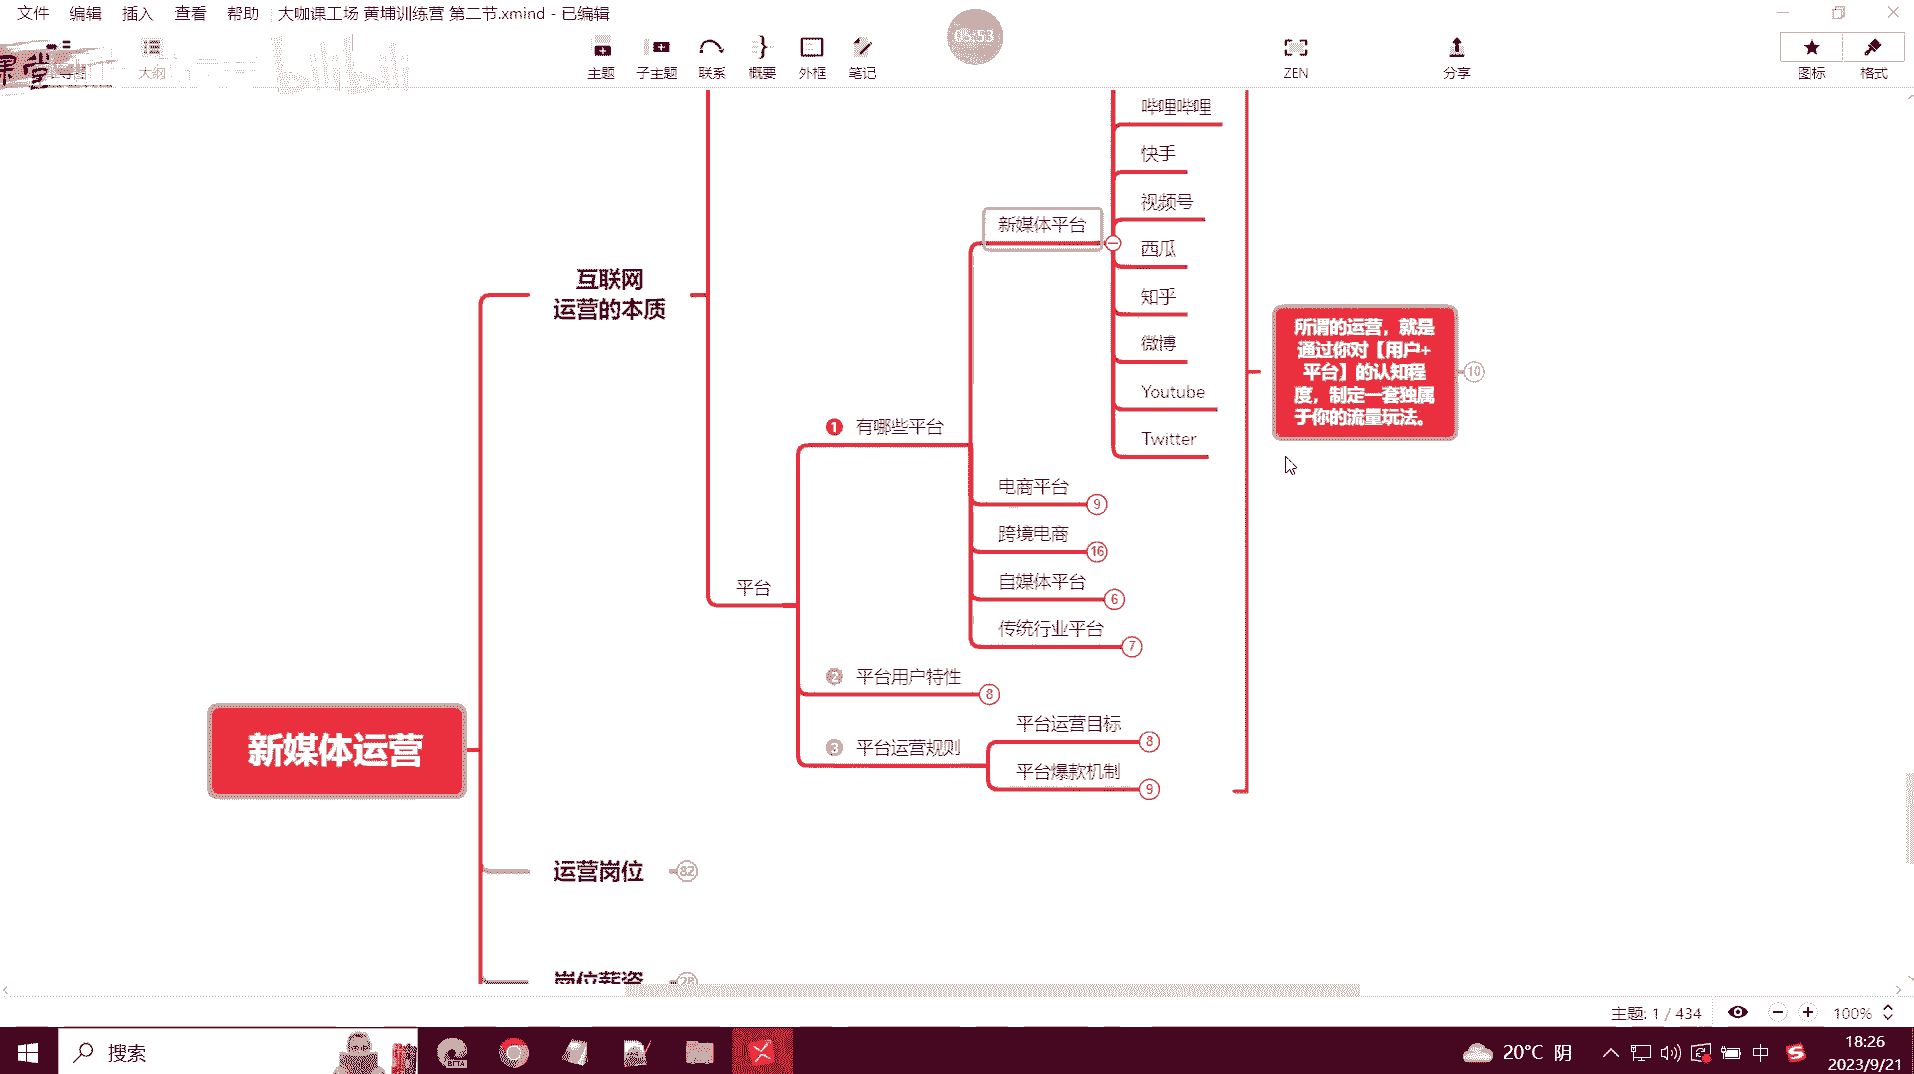 文件 编辑 插入 查看 帮助 大咖课工场 黄埔训练营 第二节.xmind - 已编辑
05:53
课堂
bilibili
大纲
主题 子主题 联系 概要 外框 笔记
ZEN
分享
图标 格式
哔哩哔哩
快手
视频号
新媒体平台
西瓜
知乎
微博
Youtube
Twitter
互联网
运营的本质
所谓的运营，就是
通过你对【用户+
平台】的认知程
度，制定一套独属
于你的流量玩法。
10
1 有哪些平台
电商平台 9
跨境电商 16
自媒体平台 6
传统行业平台 7
平台
2 平台用户特性 8
3 平台运营规则
平台运营目标 8
平台爆款机制 9
新媒体运营
运营岗位 82
岗位薪资 28
主题: 1 / 434
100%
搜索
BETA
20°C 阴
中
18:26
2023/9/21